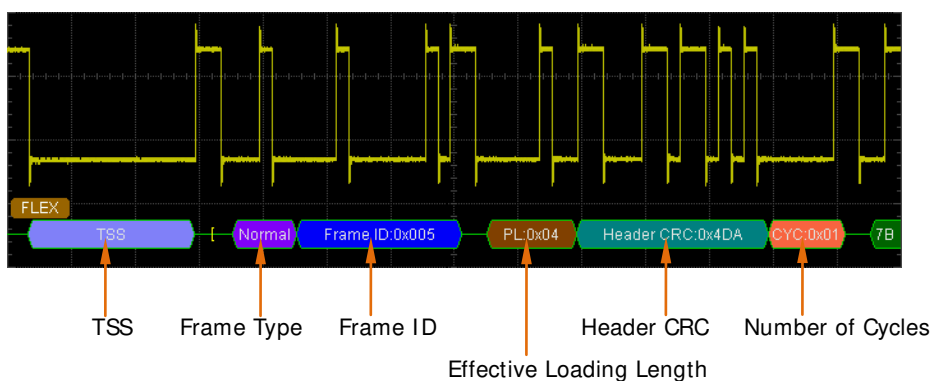 FLEX
TSS [ Normal Frame ID:0x005 PL:0x04 Header CRC:0x4DA CYC:0x01 7B
TSS Frame Type Frame ID Header CRC Number of Cycles
Effective Loading Length